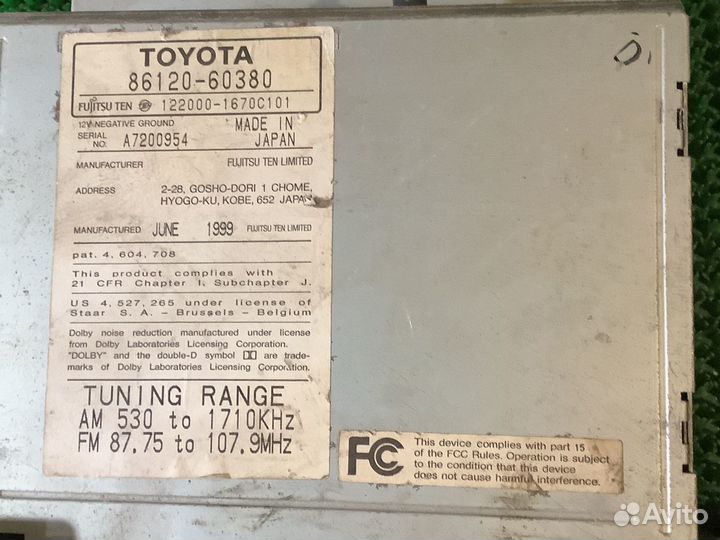 TOYOTA
86120-60380
FUJITSU TEN 122000-1670C101
12V NEGATIVE GROUND MADE IN
SERIAL NO. A7200954 JAPAN
MANUFACTURER FUJITSU TEN LIMITED
ADDRESS 2-28, GOSHO-DORI 1 CHOME,
HYOGO-KU, KOBE, 652 JAPAN
MANUFACTURED JUNE 1999 FUJITSU TEN LIMITED
pat. 4, 604, 708
This product complies with
21 CFR Chapter I, Subchapter J.
US 4, 527, 265 under license of
Staar S. A. – Brussels – Belgium
Dolby noise reduction manufactured under license
from Dolby Laboratories Licensing Corporation.
"DOLBY" and the double-D symbol are trade-
marks of Dolby Laboratories Licensing Corporation.
TUNING RANGE
AM 530 to 1710KHz
FM 87.75 to 107.9MHz
FC This device complies with part 15
of the FCC Rules. Operation is subject
to the condition that this device
does not cause harmful interference.
Avito